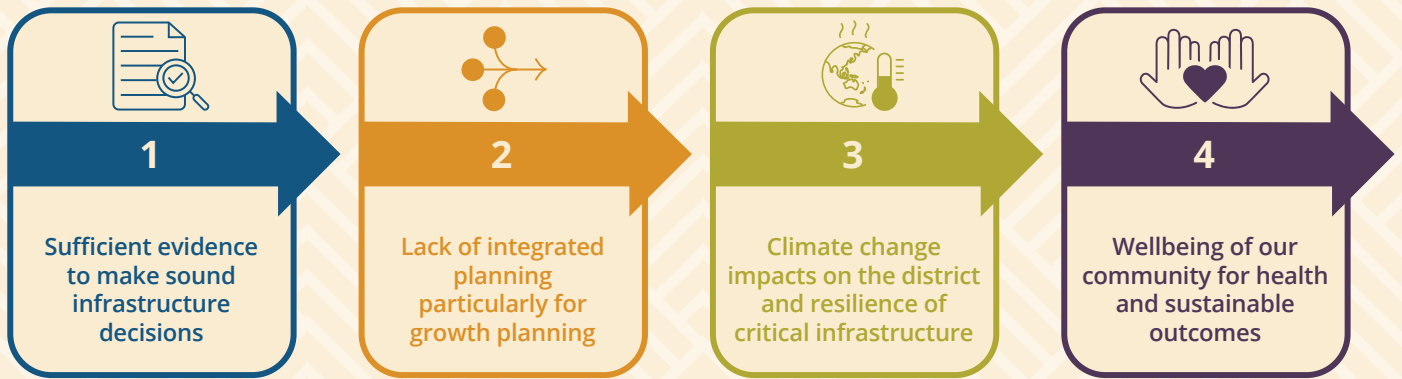 1
Sufficient evidence
to make sound
infrastructure
decisions
2
Lack of integrated
planning
particularly for
growth planning
3
Climate change
impacts on the district
and resilience of
critical infrastructure
4
Wellbeing of our
community for health
and sustainable
outcomes